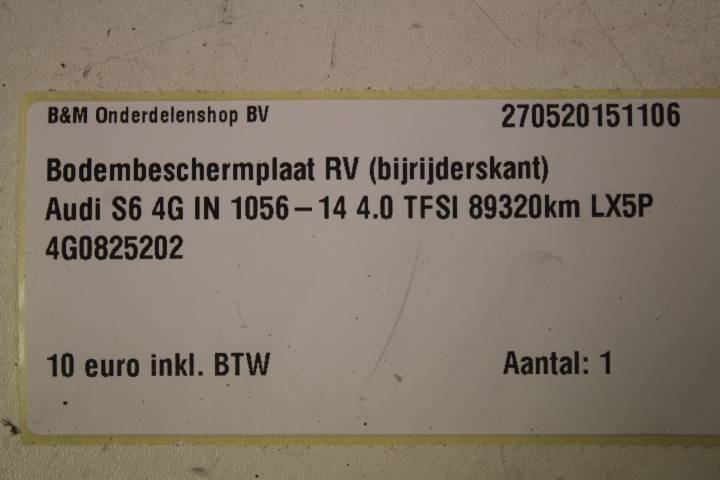 B&M Onderdelenshop BV 270520151106
Bodembeschermplaat RV (bijrijderskant)
Audi S6 4G IN 1056-14 4.0 TFSI 89320km LX5P
4G0825202
10 euro inkl. BTW Aantal: 1